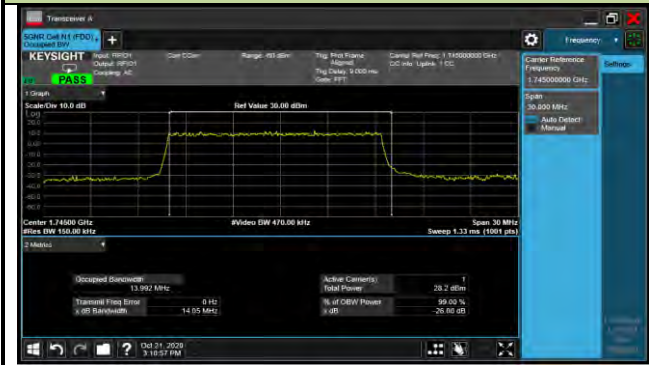 Transceiver A
5GNR Cell N1 (FDD)
Occupied BW
Frequency
KEYSIGHT
Input: RFIO1
Output: RFIO1
Coupling: AC
Corr CCorr
Trig: Prdt Frame
Aligned
Trig Delay: 9.000 ms
Gate: FFT
Carrier Ref Freq: 1.745000000 GHz
CC Info: Uplink, 1 CC
PASS
Carrier Reference
Frequency
1.745000000 GHz
Settings
Span
30.000 MHz
Auto Detect
Manual
1 Graph
Scale/Div 10.0 dB
Ref Value 30.00 dBm
Log
Center 1.74500 GHz
#Video BW 470.00 kHz
Span 30 MHz
#Res BW 150.00 kHz
Sweep 1.33 ms (1001 pts)
2 Metrics
Occupied Bandwidth
13.992 MHz
Active Carrier(s)
1
Total Power
28.2 dBm
Transmit Freq Error
0 Hz
% of OBW Power
99.00 %
x dB Bandwidth
14.05 MHz
x dB
-26.00 dB
?
Oct 21, 2020
3:10:57 PM